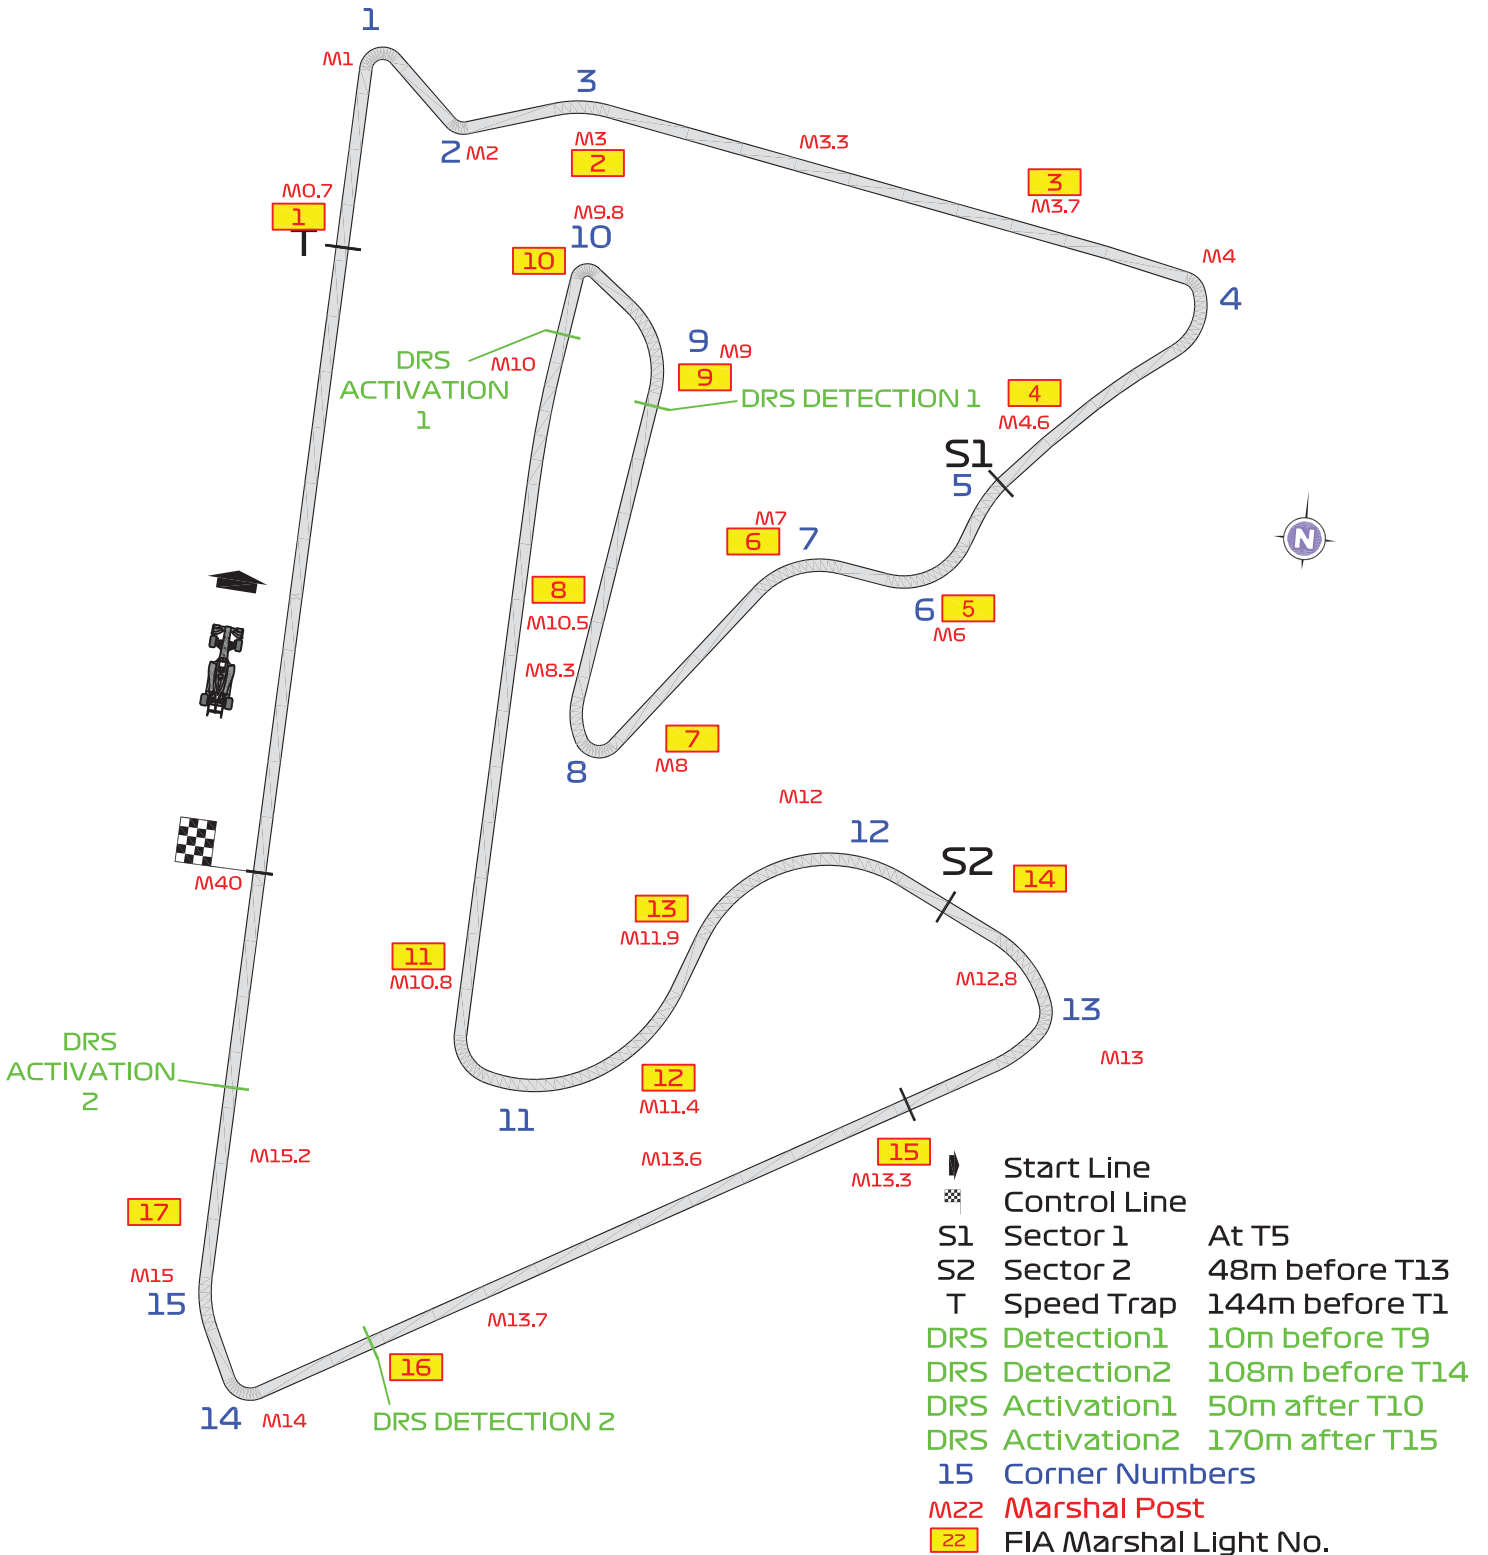 1
M1
3
2
M2
M3
2
M3.3
3
M3.7
M0.7
1
T
M9.8
10
10
M4
4
DRS
ACTIVATION
1
M10
9
M9
9
DRS DETECTION 1
4
M4.6
S1
5
M7
6
7
N
8
M10.5
6
5
M6
M8.3
7
M8
8
M12
12
S2
14
M40
13
M11.9
11
M10.8
M12.8
13
M13
DRS
ACTIVATION
2
12
M11.4
11
M15.2
M13.6
15
M13.3
17
M15
15
M13.7
16
14
M14
DRS DETECTION 2
Start Line
Control Line
S1 Sector 1 At T5
S2 Sector 2 48m before T13
T Speed Trap 144m before T1
DRS Detection1 10m before T9
DRS Detection2 108m before T14
DRS Activation1 50m after T10
DRS Activation2 170m after T15
15 Corner Numbers
M22 Marshal Post
22 FIA Marshal Light No.